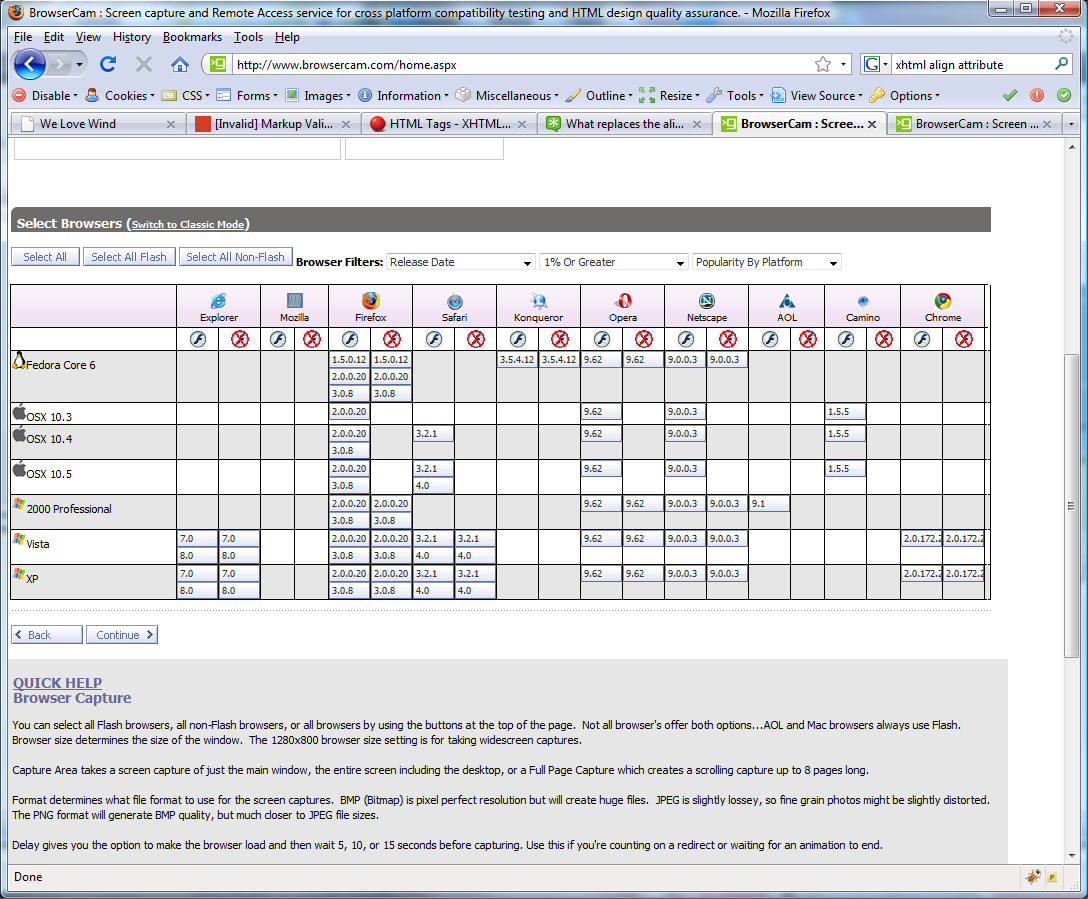 BrowserCam : Screen capture and Remote Access service for cross platform compatibility testing and HTML design quality assurance. - Mozilla Firefox
File Edit View History Bookmarks Tools Help
http://www.browsercam.com/home.aspx
G xhtml align attribute
Disable Cookies CSS Forms Images Information Miscellaneous Outline Resize Tools View Source Options
We Love Wind [Invalid] Markup Vali... HTML Tags - XHTML... What replaces the ali... BrowserCam : Scree... BrowserCam : Screen ...
Select Browsers (Switch to Classic Mode)
Select All Select All Flash Select All Non-Flash Browser Filters: Release Date 1% Or Greater Popularity By Platform
Explorer Mozilla Firefox Safari Konqueror Opera Netscape AOL Camino Chrome
Fedora Core 6 1.5.0.12 1.5.0.12 3.5.4.12 3.5.4.12 9.62 9.62 9.0.0.3 9.0.0.3
2.0.0.20 2.0.0.20
3.0.8 3.0.8
OSX 10.3 2.0.0.20 9.62 9.0.0.3 1.5.5
OSX 10.4 2.0.0.20 3.2.1 9.62 9.0.0.3 1.5.5
3.0.8
OSX 10.5 2.0.0.20 3.2.1 9.62 9.0.0.3 1.5.5
3.0.8 4.0
2000 Professional 2.0.0.20 2.0.0.20 9.62 9.62 9.0.0.3 9.0.0.3 9.1
3.0.8 3.0.8
Vista 7.0 7.0 2.0.0.20 2.0.0.20 3.2.1 3.2.1 9.62 9.62 9.0.0.3 9.0.0.3 2.0.172.2 2.0.172.2
8.0 8.0 3.0.8 3.0.8 4.0 4.0
XP 7.0 7.0 2.0.0.20 2.0.0.20 3.2.1 3.2.1 9.62 9.62 9.0.0.3 9.0.0.3 2.0.172.2 2.0.172.2
8.0 8.0 3.0.8 3.0.8 4.0 4.0
Back Continue
QUICK HELP
Browser Capture
You can select all Flash browsers, all non-Flash browsers, or all browsers by using the buttons at the top of the page. Not all browser's offer both options...AOL and Mac browsers always use Flash.
Browser size determines the size of the window. The 1280x800 browser size setting is for taking widescreen captures.
Capture Area takes a screen capture of just the main window, the entire screen including the desktop, or a Full Page Capture which creates a scrolling capture up to 8 pages long.
Format determines what file format to use for the screen captures. BMP (Bitmap) is pixel perfect resolution but will create huge files. JPEG is slightly lossey, so fine grain photos might be slightly distorted.
The PNG format will generate BMP quality, but much closer to JPEG file sizes.
Delay gives you the option to make the browser load and then wait 5, 10, or 15 seconds before capturing. Use this if you're counting on a redirect or waiting for an animation to end.
Done